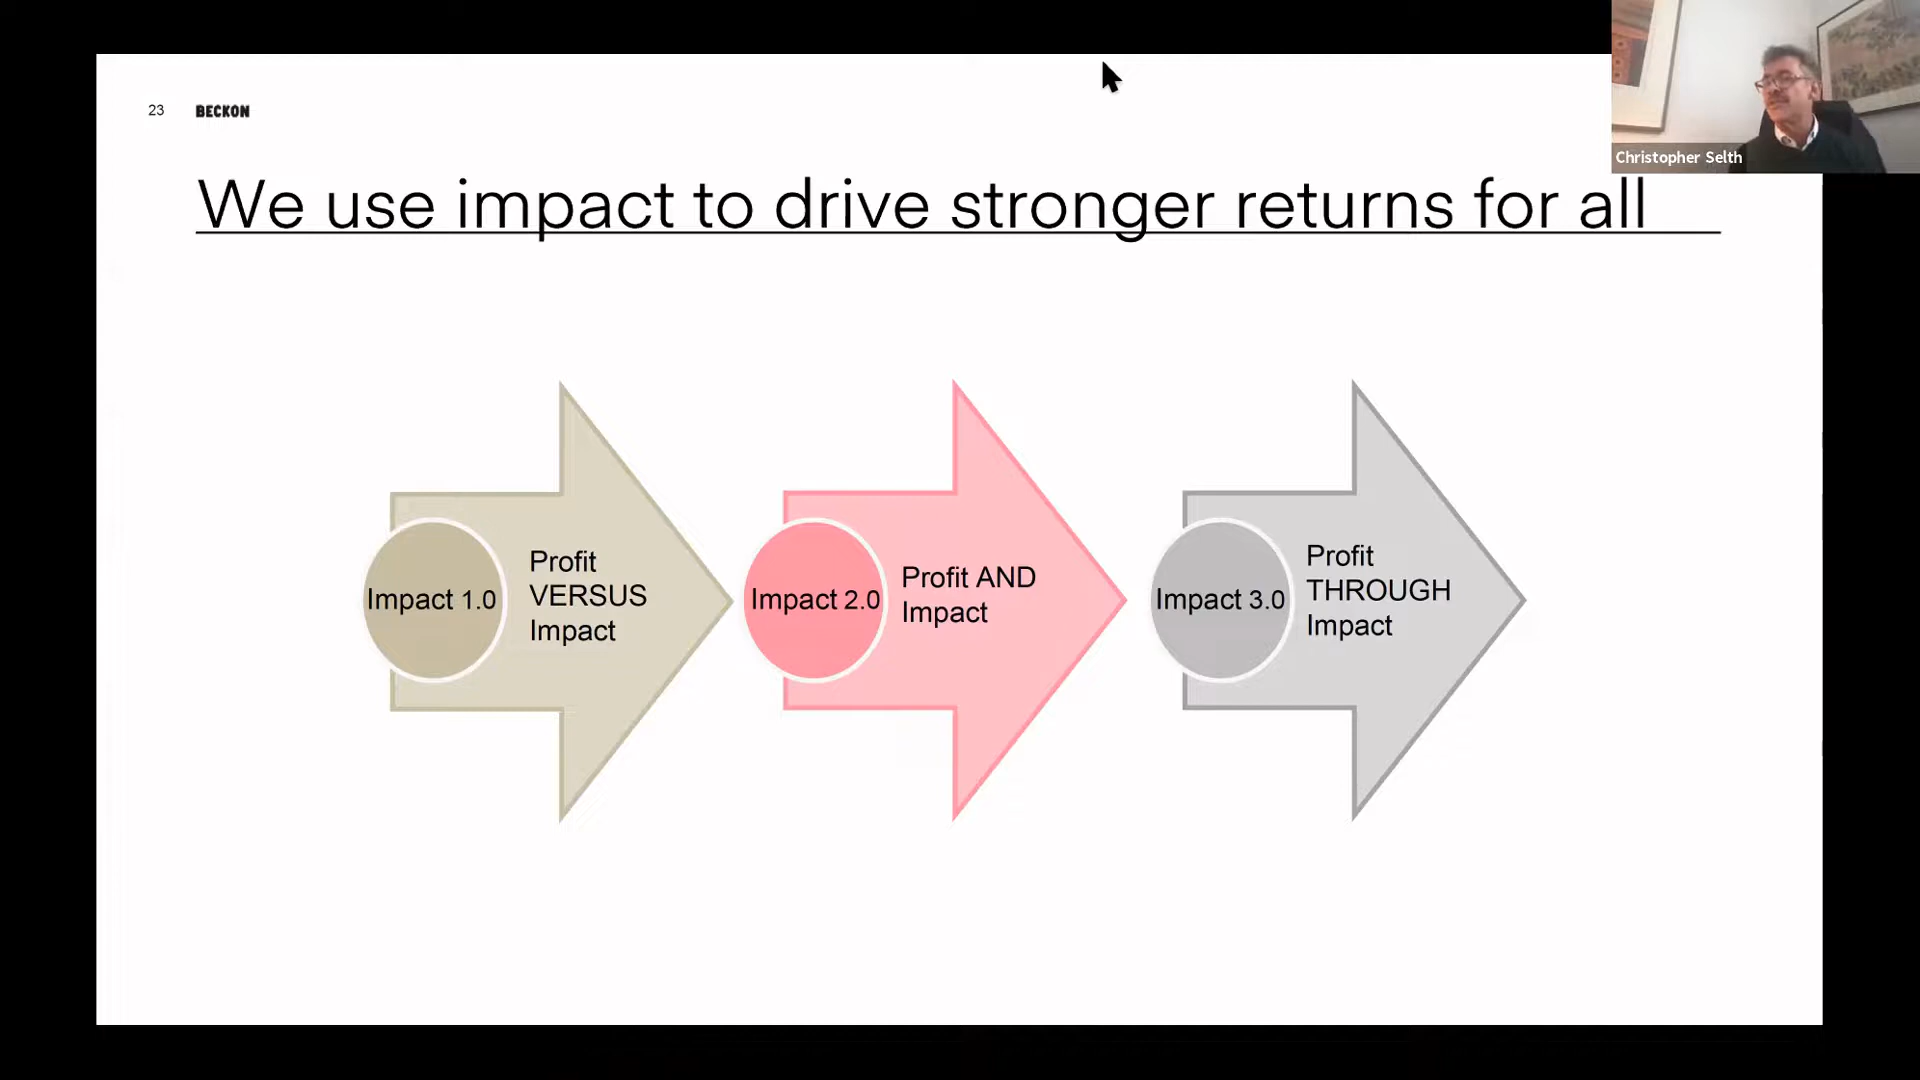 23 BECKON
Christopher Selth
We use impact to drive stronger returns for all
Impact 1.0
Profit
VERSUS
Impact
Impact 2.0
Profit AND
Impact
Impact 3.0
Profit
THROUGH
Impact